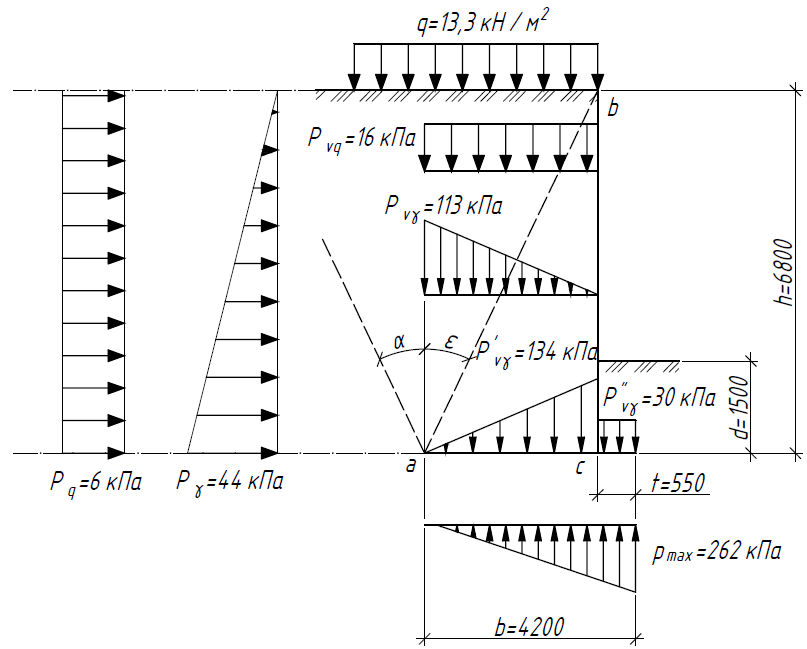 q=13,3 кН / м²
b
P vq =16 кПа
P vγ =113 кПа
h=6800
α
ε
P' vγ =134 кПа
P'' vγ =30 кПа
d=1500
a
c
P q =6 кПа
P γ =44 кПа
t=550
p max =262 кПа
b=4200